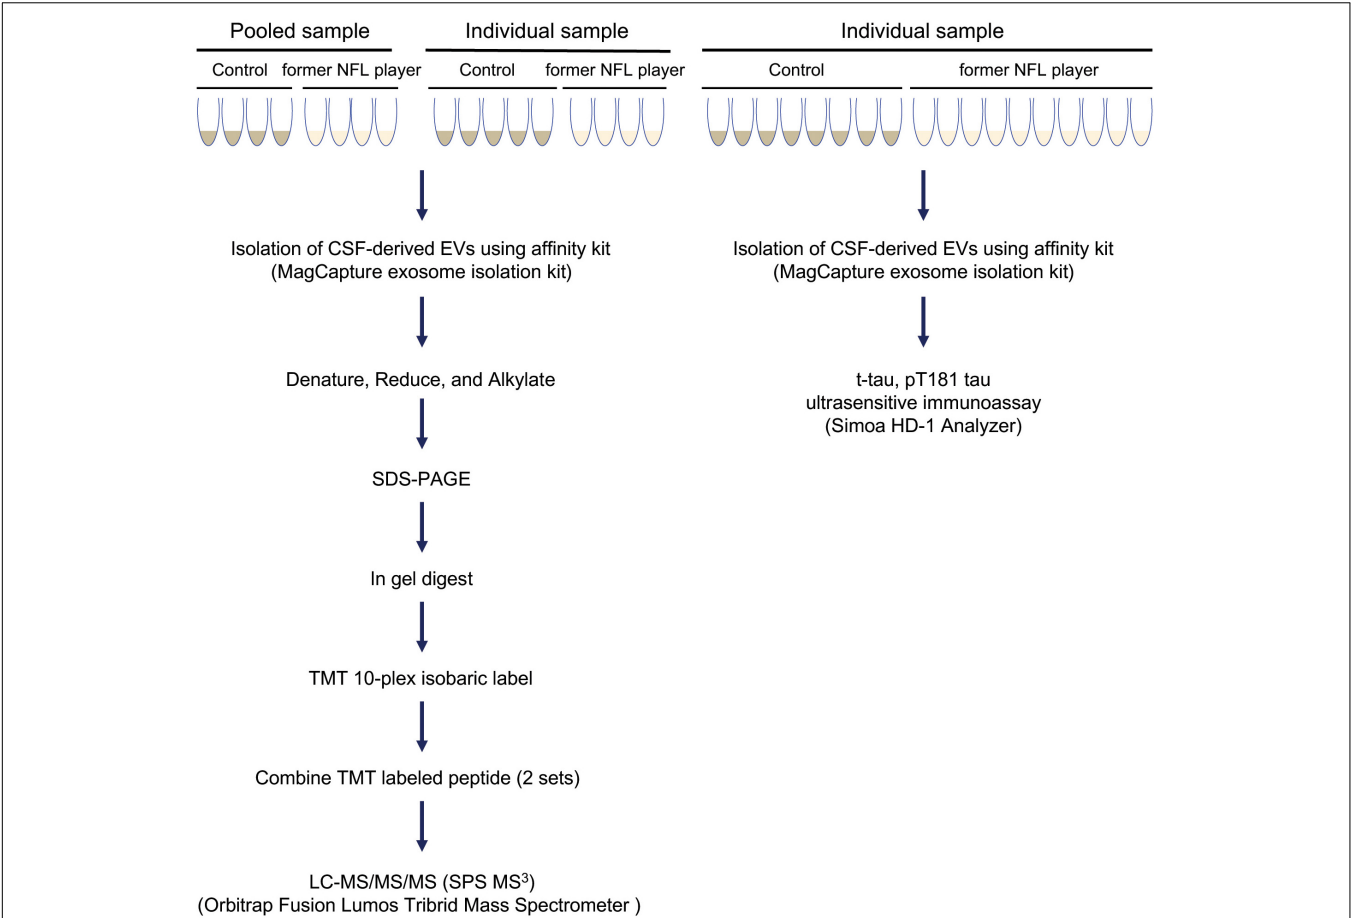 Pooled sample
Individual sample
Individual sample
Control
former NFL player
Control
former NFL player
Control
former NFL player
Isolation of CSF-derived EVs using affinity kit
(MagCapture exosome isolation kit)
Denature, Reduce, and Alkylate
SDS-PAGE
In gel digest
TMT 10-plex isobaric label
Combine TMT labeled peptide (2 sets)
LC-MS/MS/MS (SPS MS³)
(Orbitrap Fusion Lumos Tribrid Mass Spectrometer )
Isolation of CSF-derived EVs using affinity kit
(MagCapture exosome isolation kit)
t-tau, pT181 tau
ultrasensitive immunoassay
(Simoa HD-1 Analyzer)